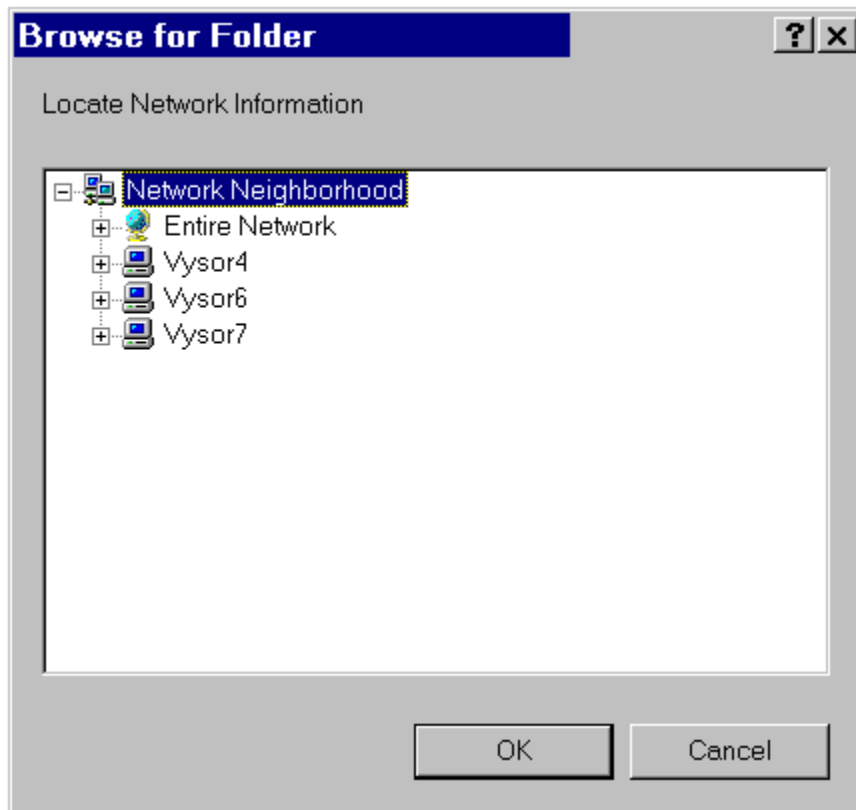 Browse for Folder
Locate Network Information
Network Neighborhood
Entire Network
Vysor4
Vysor6
Vysor7
OK
Cancel